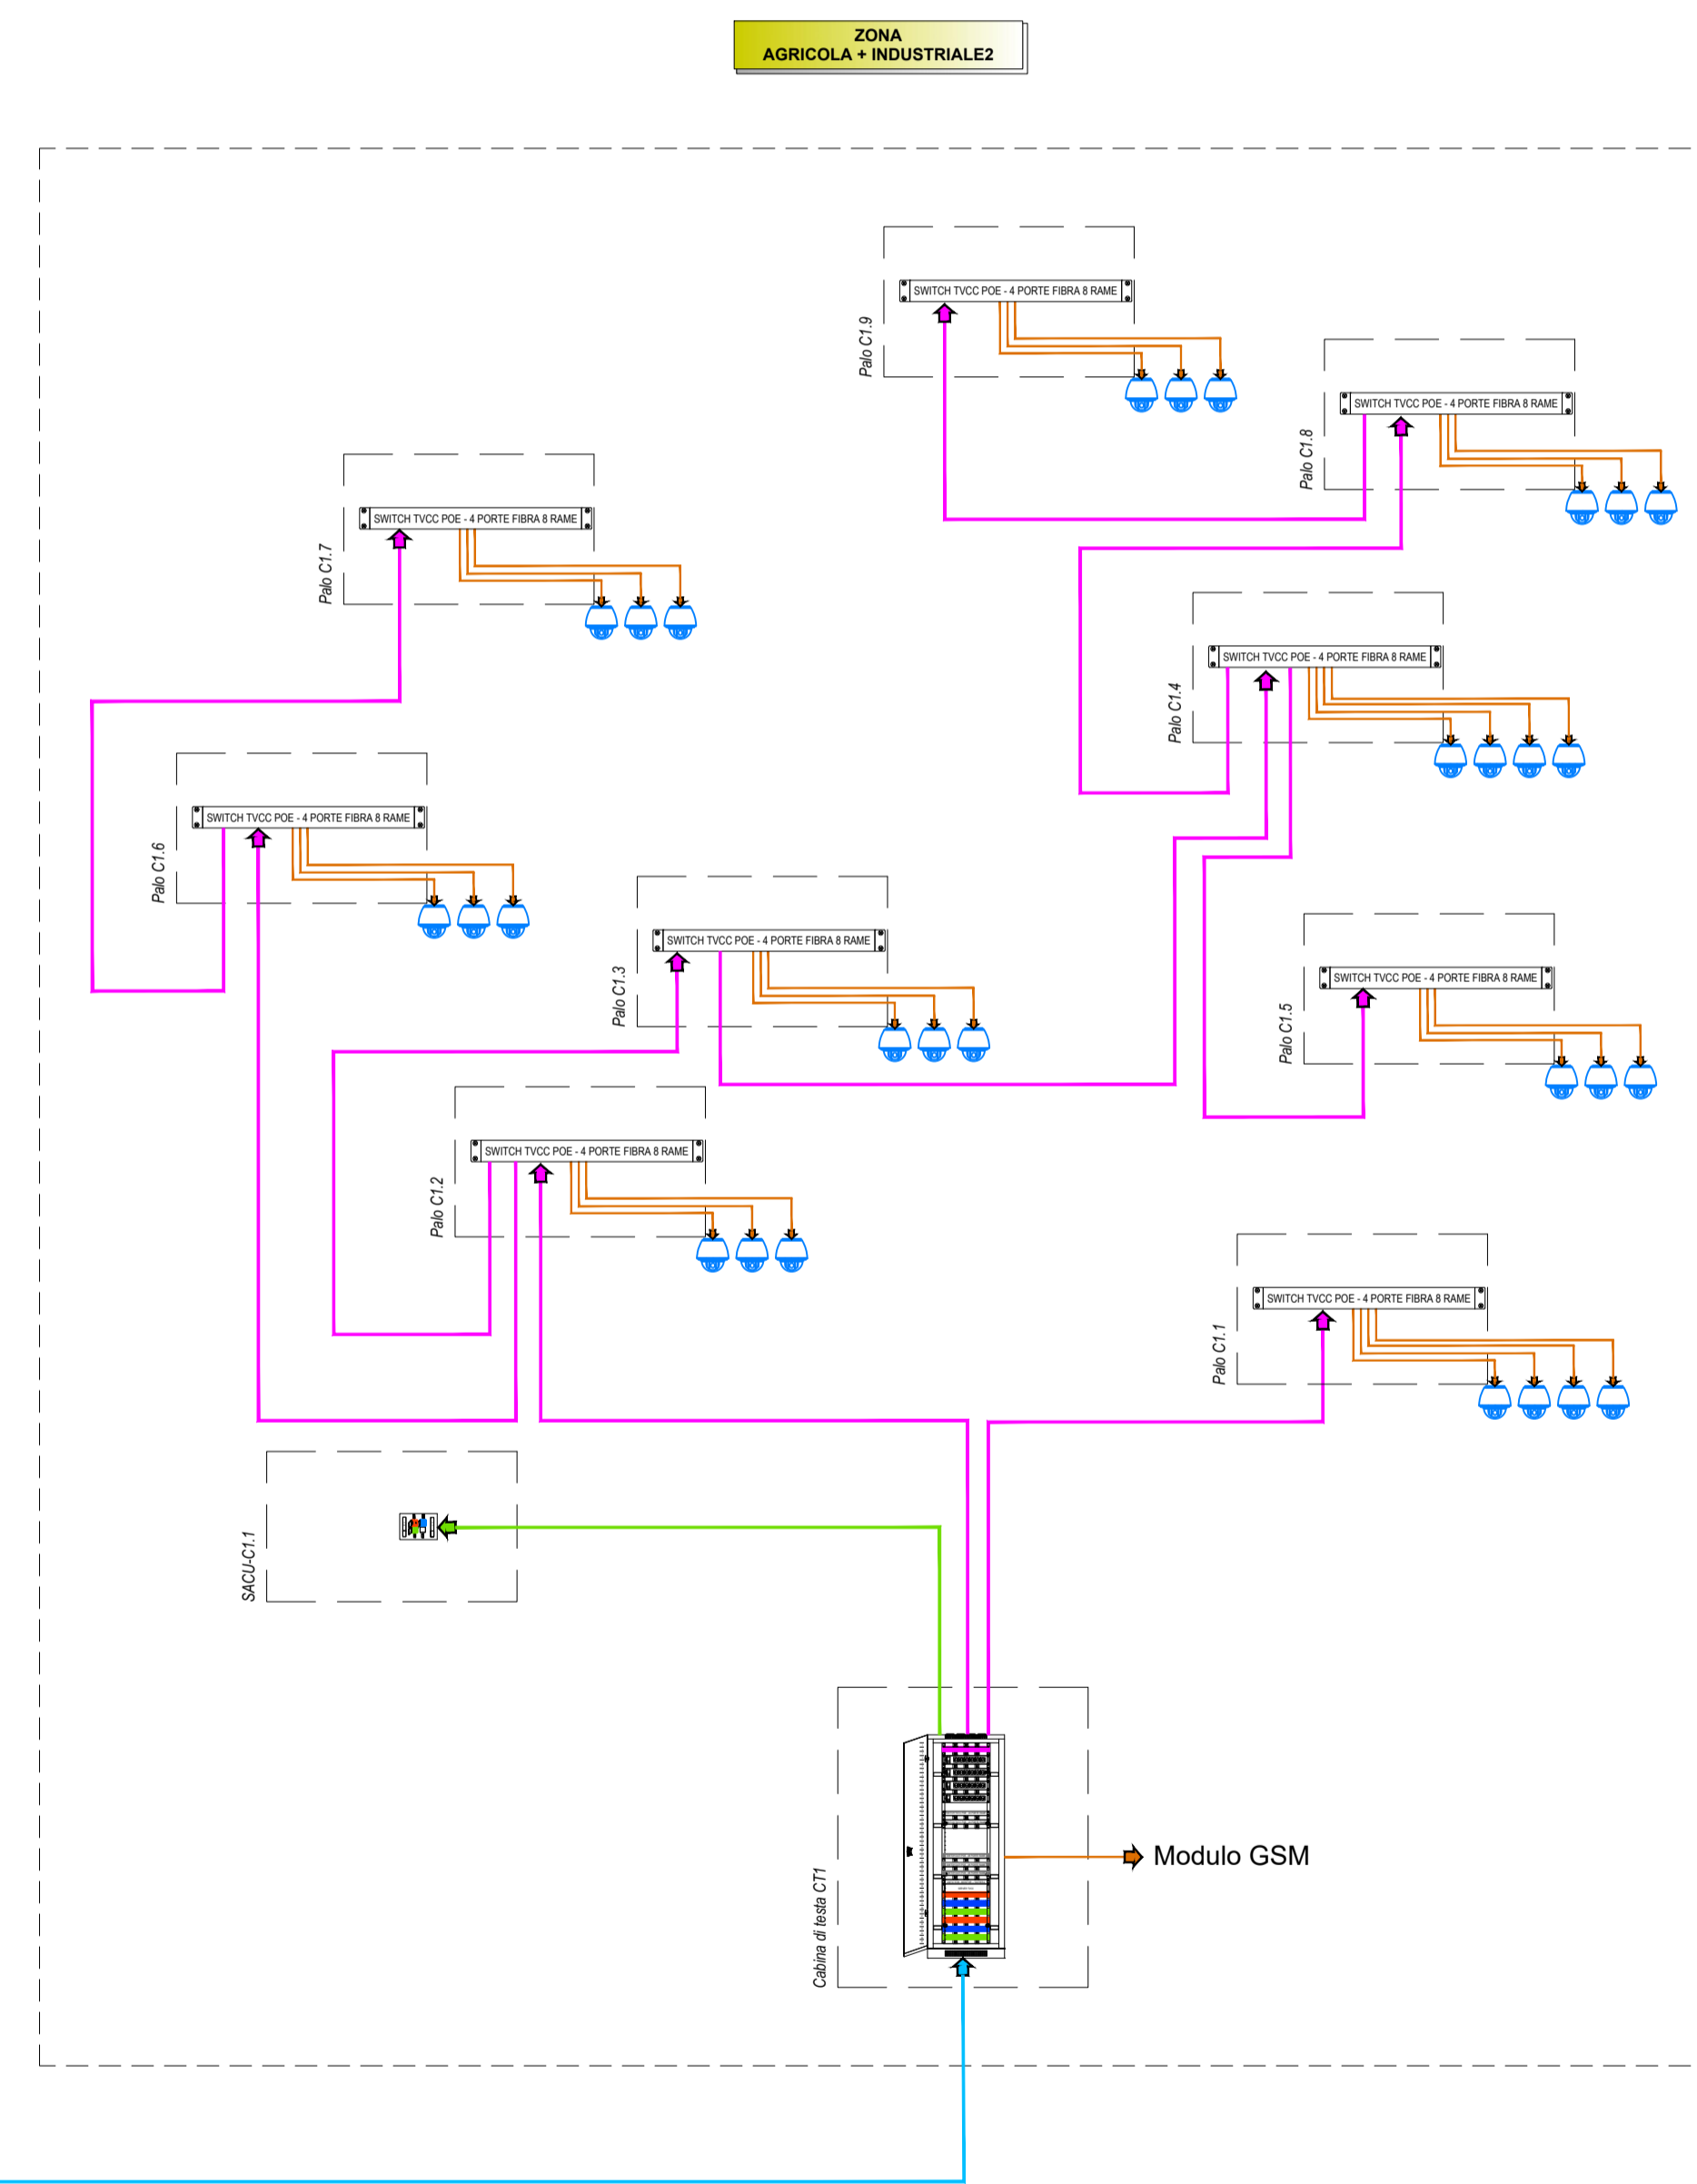 ZONA
AGRICOLA + INDUSTRIALE2
SWITCH TVCC POE - 4 PORTE FIBRA 8 RAME
Palo C1.9
SWITCH TVCC POE - 4 PORTE FIBRA 8 RAME
Palo C1.8
SWITCH TVCC POE - 4 PORTE FIBRA 8 RAME
Palo C1.7
SWITCH TVCC POE - 4 PORTE FIBRA 8 RAME
Palo C1.4
SWITCH TVCC POE - 4 PORTE FIBRA 8 RAME
Palo C1.6
SWITCH TVCC POE - 4 PORTE FIBRA 8 RAME
Palo C1.3
SWITCH TVCC POE - 4 PORTE FIBRA 8 RAME
Palo C1.5
SWITCH TVCC POE - 4 PORTE FIBRA 8 RAME
Palo C1.2
SWITCH TVCC POE - 4 PORTE FIBRA 8 RAME
Palo C1.1
SACU-C1.1
Cabina di testa CT1
Modulo GSM